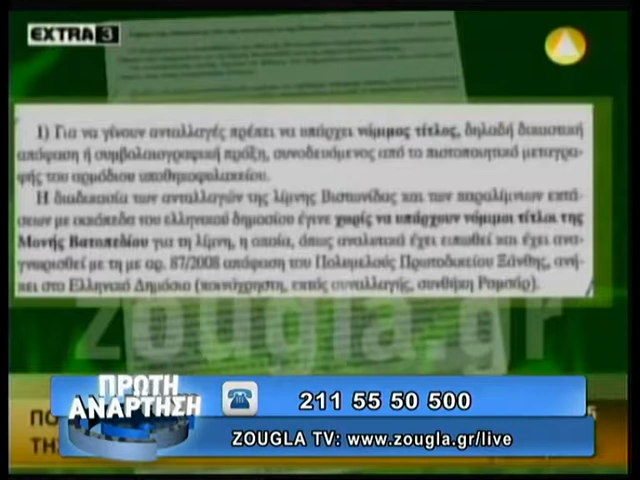 EXTRA 3
1) Για να γίνουν ανταλλαγές πρέπει να υπάρχει νόμιμος τίτλος, δηλαδή δικαστική
απόφαση ή συμβολαιογραφική πράξη, συνοδευόμενος από το πιστοποιητικό μεταγρα-
φής του αρμόδιου υποθηκοφυλακείου.
Η διαδικασία των ανταλλαγών της λίμνης Βιστωνίδας και των παραλίμνιων εκτά-
σεων με οικόπεδα του ελληνικού δημοσίου έγινε χωρίς να υπάρχουν νόμιμοι τίτλοι της
Μονής Βατοπεδίου για τη λίμνη, η οποία, όπως αναλυτικά έχει ειπωθεί και έχει ανα-
γνωρισθεί με τη με αρ. 87/2008 απόφαση του Πολυμελούς Πρωτοδικείου Ξάνθης, ανή-
κει στο Ελληνικό Δημόσιο (κοινόχρηστη, εκτός συναλλαγής, συνθήκη Ραμσάρ).
zougla.gr
ΠΡΩΤΗ
ΑΝΑΡΤΗΣΗ
211 55 50 500
ZOUGLA TV: www.zougla.gr/live
ΠΟ
ΤΗ